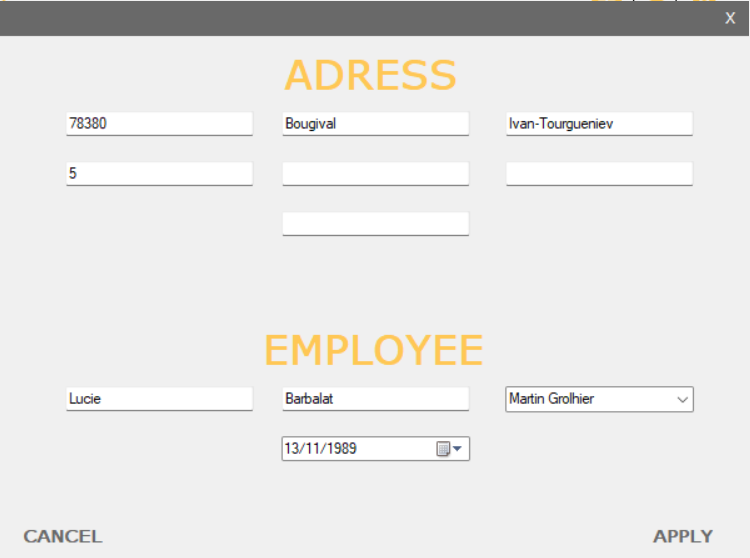 X
ADRESS
78380 Bougival Ivan-Tourgueniev
5
EMPLOYEE
Lucie Barbalat Martin Grolhier
13/11/1989
CANCEL APPLY